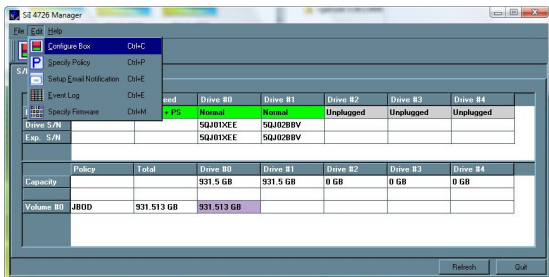 SiI 4726 Manager
File Edit Help
Configure Box Ctrl+C
Specify Policy Ctrl+P
Setup Email Notification Ctrl+E
Event Log Ctrl+E
Specify Firmware Ctrl+M
S/
eed Drive #0 Drive #1 Drive #2 Drive #3 Drive #4
+ PS Normal Normal Unplugged Unplugged Unplugged
Drive S/N 5QJ01XEE 5QJ02BBV
Exp. S/N 5QJ01XEE 5QJ02BBV
Policy Total Drive #0 Drive #1 Drive #2 Drive #3 Drive #4
Capacity 931.5 GB 931.5 GB 0 GB 0 GB 0 GB
Volume #0 JBOD 931.513 GB 931.513 GB
Refresh Quit